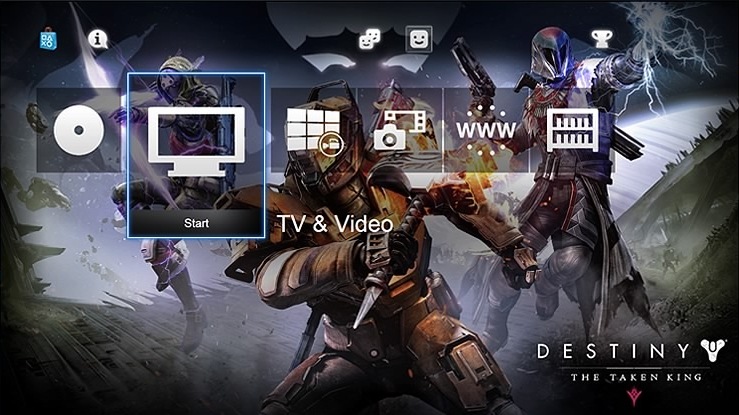 www
Start
TV & Video
DESTINY
THE TAKEN KING